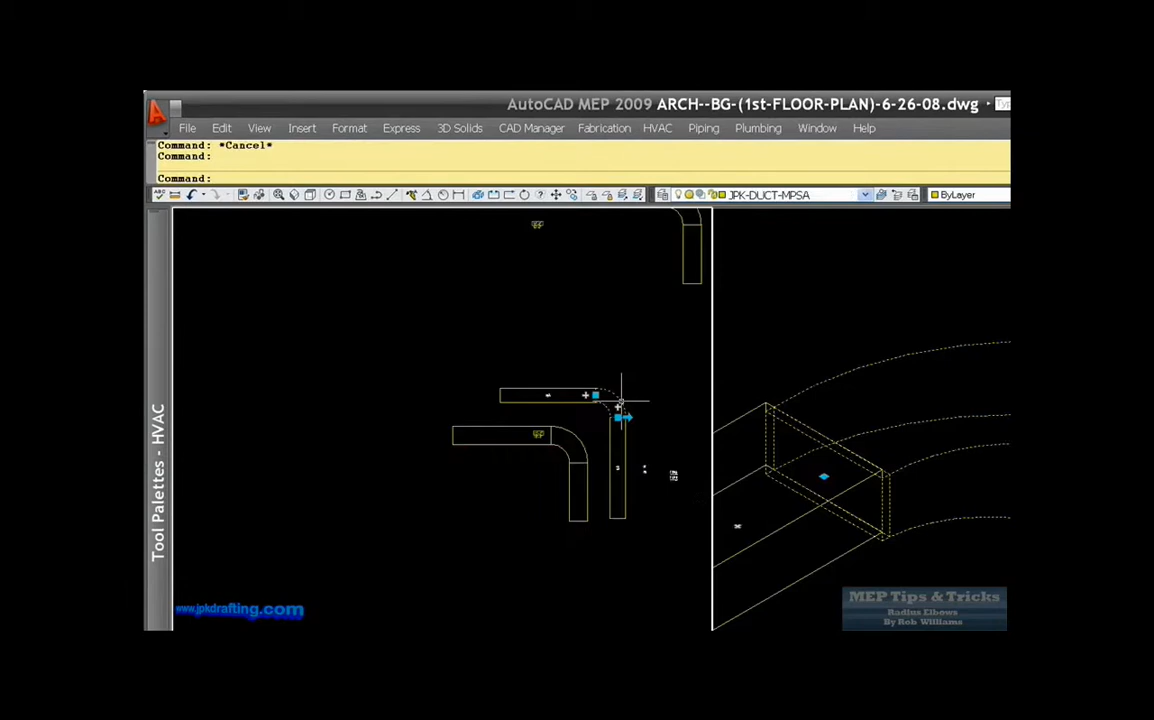 AutoCAD MEP 2009 ARCH--BG-(1st-FLOOR-PLAN)-6-26-08.dwg
File Edit View Insert Format Express 3D Solids CAD Manager Fabrication HVAC Piping Plumbing Window Help
Command: *Cancel*
Command:
Command:
JPK-DUCT-MPSA ByLayer
Tool Palettes - HVAC
www.jpkdrafting.com
MEP Tips & Tricks
Radius Elbows
By Rob Williams